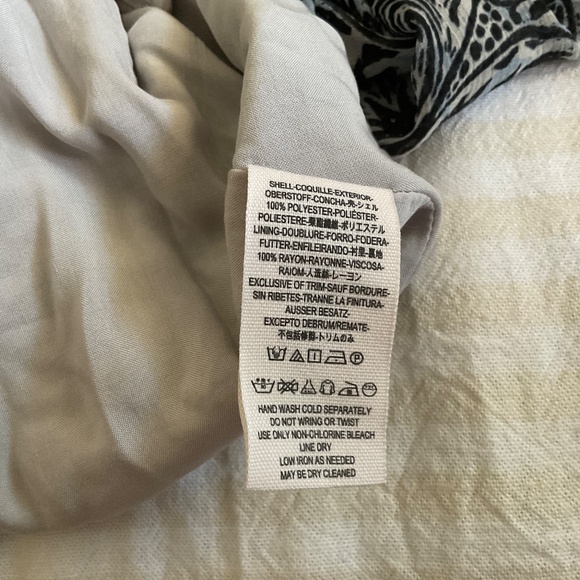 SHELL-COQUILLE-EXTERIOR-
OBERSTOFF-CONCHA-壳-シェル
100% POLYESTER-POLIÉSTER-
POLIESTERE-聚酯纖維-ポリエステル
LINING-DOUBLURE-FORRO-FODERA-
FUTTER-ENFILEIRANDO-衬里-裏地
100% RAYON-RAYONNE-VISCOSA-
RAIOM-人造絲-レーヨン
EXCLUSIVE OF TRIM-SAUF BORDURE-
SIN RIBETES-TRANNE LA FINITURA-
AUSSER BESATZ-
EXCEPTO DEBRUM/REMATE-
不包括修剪-トリムのみ
HAND WASH COLD SEPARATELY
DO NOT WRING OR TWIST
USE ONLY NON-CHLORINE BLEACH
LINE DRY
LOW IRON AS NEEDED
MAY BE DRY CLEANED